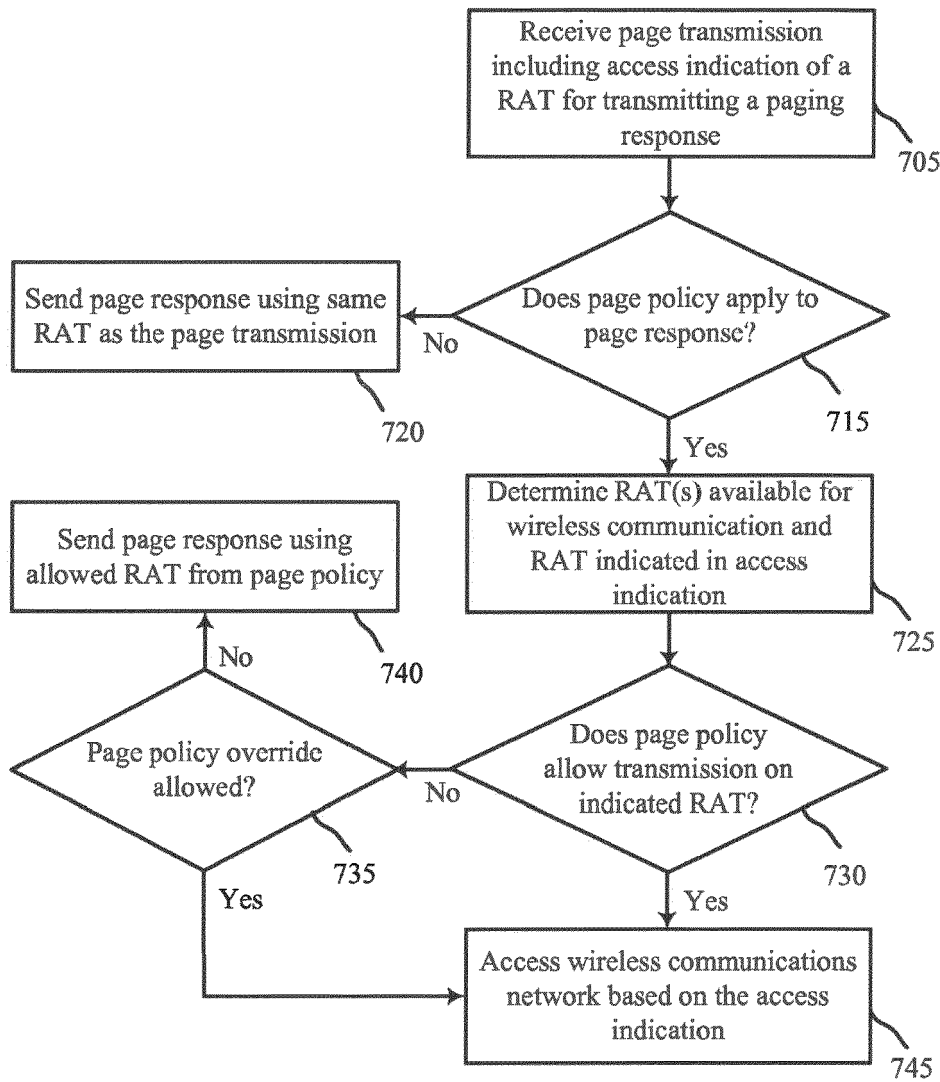 Receive page transmission
including access indication of a
RAT for transmitting a paging
response
705
Does page policy apply to
page response?
715
No
Send page response using same
RAT as the page transmission
720
Yes
Determine RAT(s) available for
wireless communication and
RAT indicated in access
indication
725
Does page policy
allow transmission on
indicated RAT?
730
No
Page policy override
allowed?
735
No
Send page response using
allowed RAT from page policy
740
Yes
Yes
Access wireless communications
network based on the access
indication
745